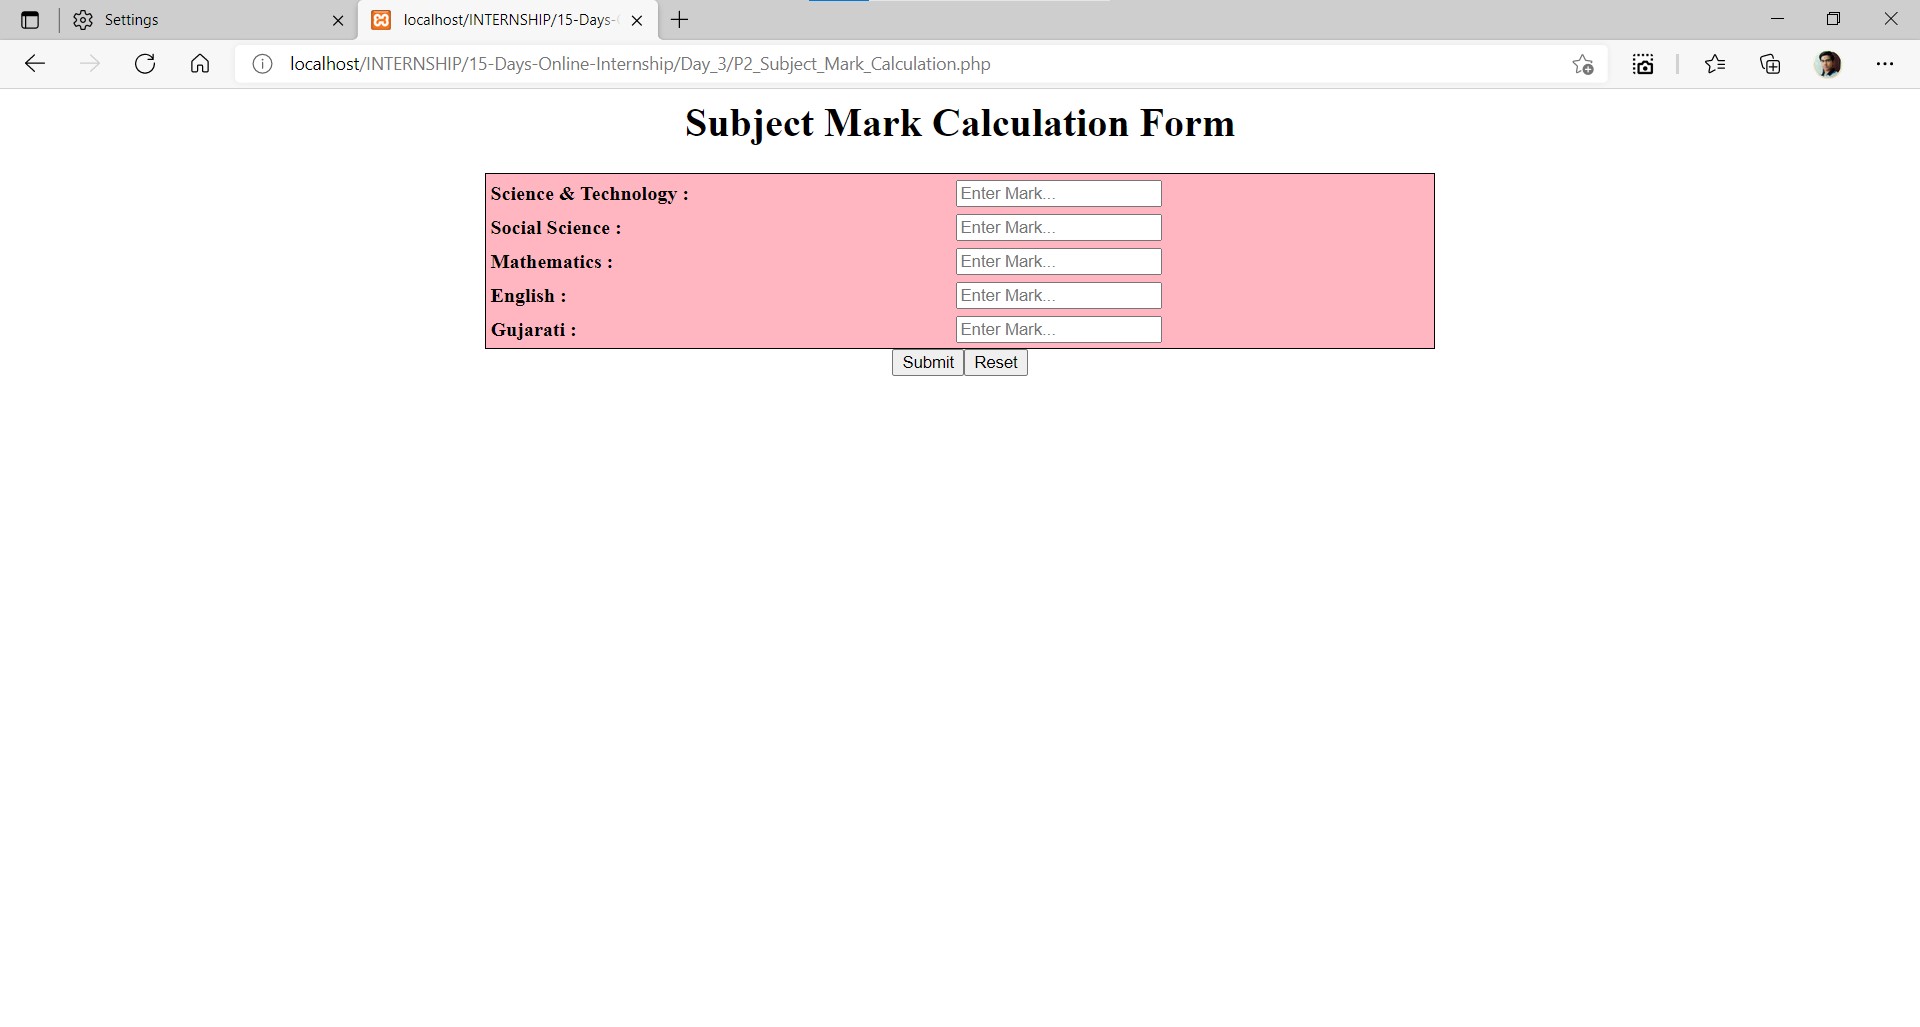 Settings
localhost/INTERNSHIP/15-Days-
localhost/INTERNSHIP/15-Days-Online-Internship/Day_3/P2_Subject_Mark_Calculation.php
Subject Mark Calculation Form
Science & Technology : Enter Mark...
Social Science : Enter Mark...
Mathematics : Enter Mark...
English : Enter Mark...
Gujarati : Enter Mark...
Submit Reset